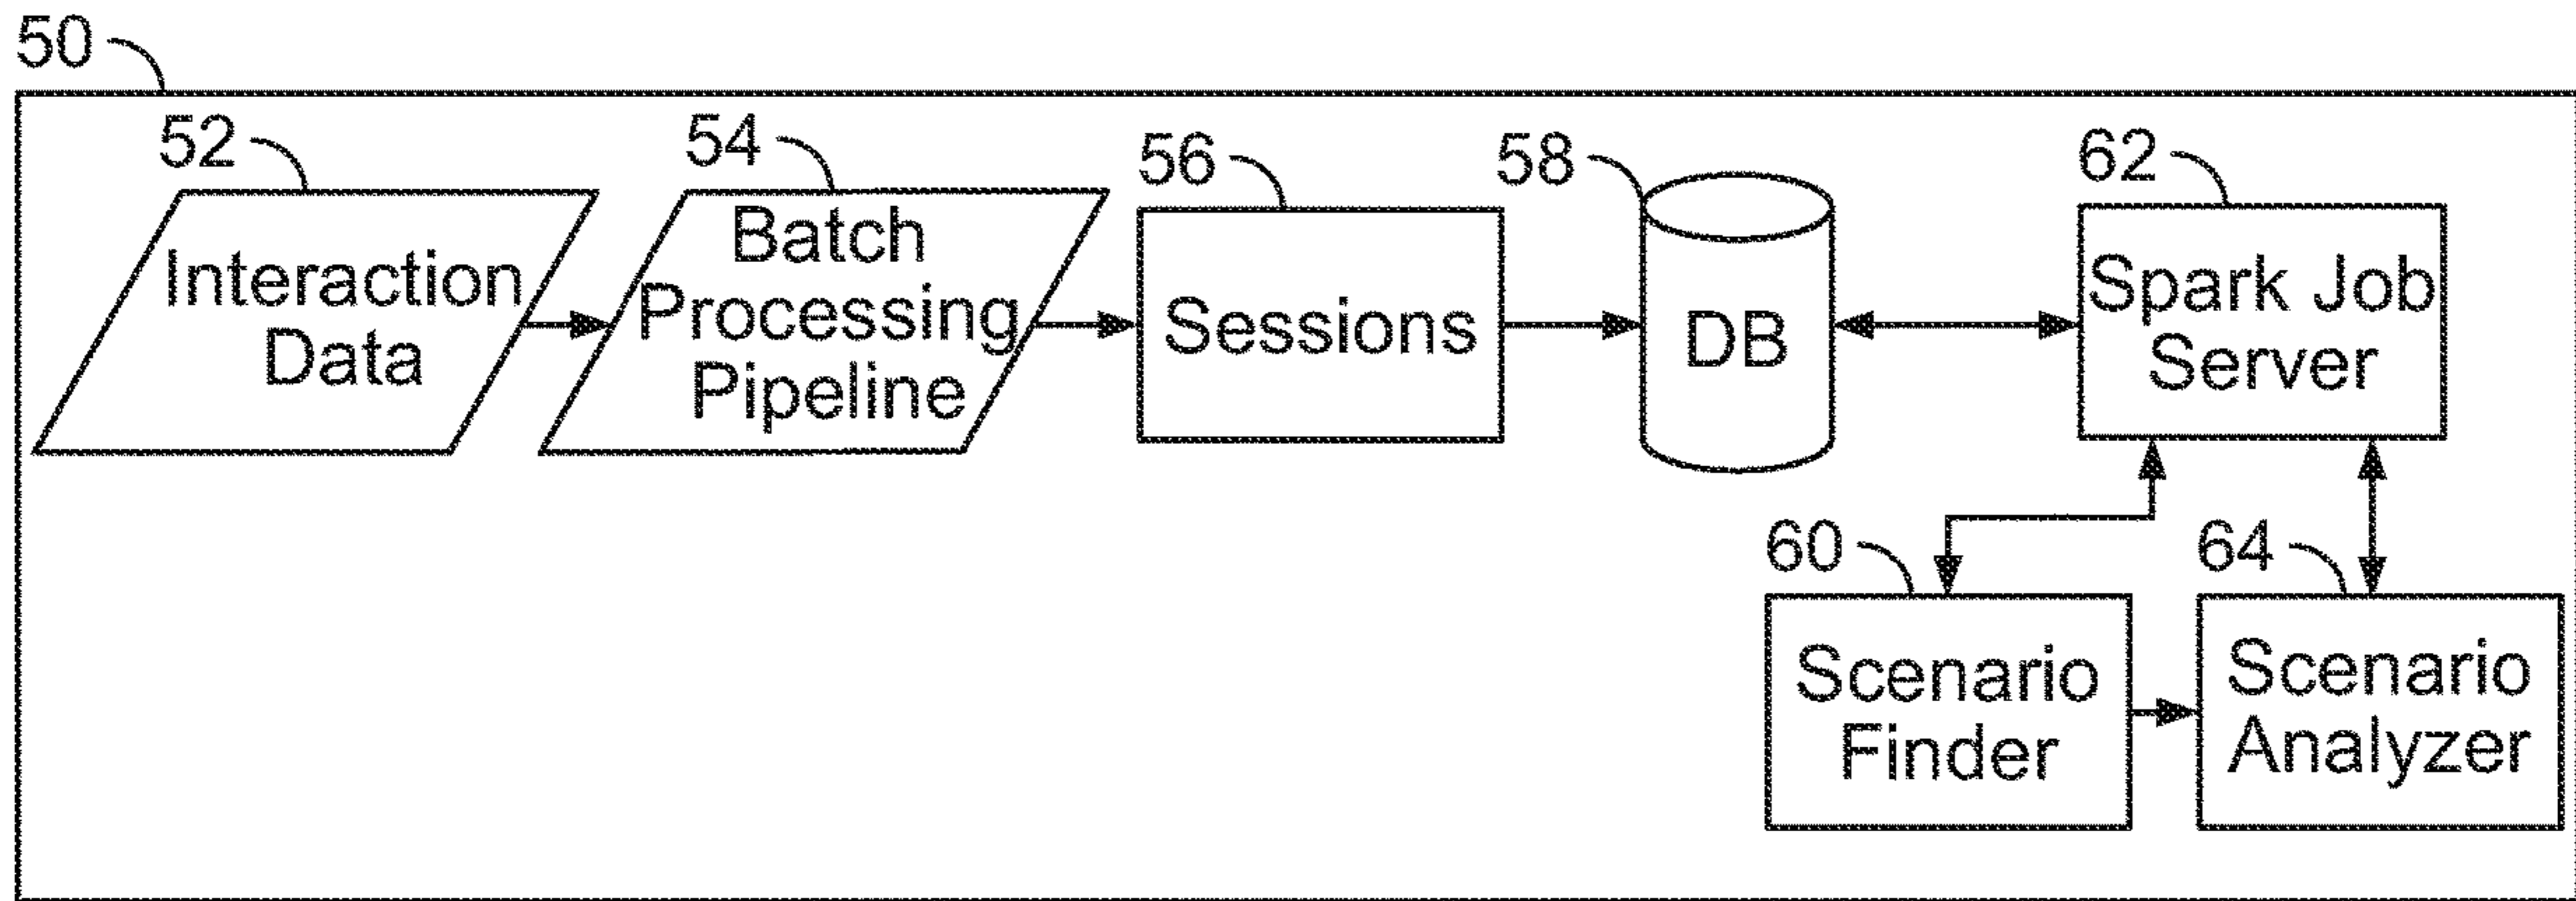 50
52
54
56
58
62
Interaction
Data
Batch
Processing
Pipeline
Sessions
DB
Spark Job
Server
60
64
Scenario
Finder
Scenario
Analyzer